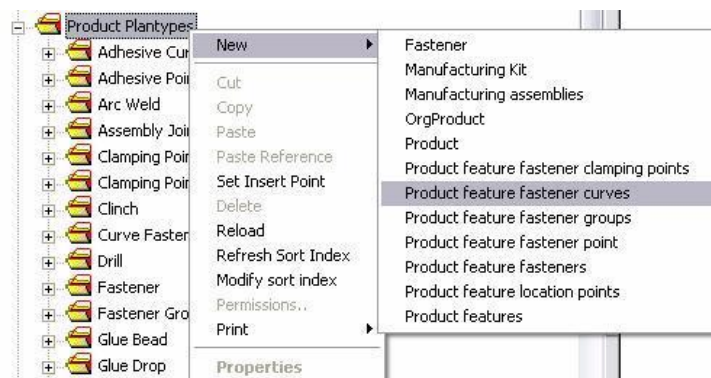 Product Plantypes
Adhesive Cur
Adhesive Poi
Arc Weld
Assembly Joi
Clamping Poir
Clamping Poir
Clinch
Curve Faster
Drill
Fastener
Fastener Gro
Glue Bead
Glue Drop
New
Cut
Copy
Paste
Paste Reference
Set Insert Point
Delete
Reload
Refresh Sort Index
Modify sort index
Permissions..
Print
Properties
Fastener
Manufacturing Kit
Manufacturing assemblies
OrgProduct
Product
Product feature fastener clamping points
Product feature fastener curves
Product feature fastener groups
Product feature fastener point
Product feature fasteners
Product feature location points
Product features